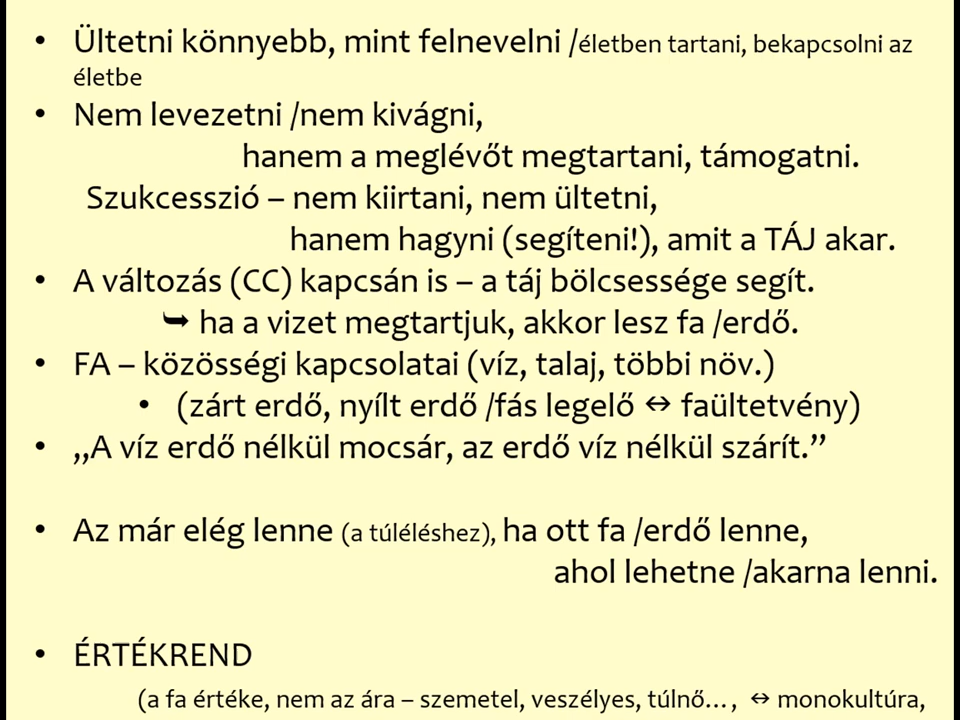 • Ültetni könnyebb, mint felnevelni /életben tartani, bekapcsolni az
életbe
• Nem levezetni /nem kivágni,
hanem a meglévőt megtartani, támogatni.
Szukcesszió – nem kiirtani, nem ültetni,
hanem hagyni (segíteni!), amit a TÁJ akar.
• A változás (CC) kapcsán is – a táj bölcsessége segít.
➥ ha a vizet megtartjuk, akkor lesz fa /erdő.
• FA – közösségi kapcsolatai (víz, talaj, többi növ.)
• (zárt erdő, nyílt erdő /fás legelő ↔ faültetvény)
• „A víz erdő nélkül mocsár, az erdő víz nélkül szárít.”
• Az már elég lenne (a túléléshez), ha ott fa /erdő lenne,
ahol lehetne /akarna lenni.
• ÉRTÉKREND
(a fa értéke, nem az ára – szemetel, veszélyes, túlnő…, ↔ monokultúra,